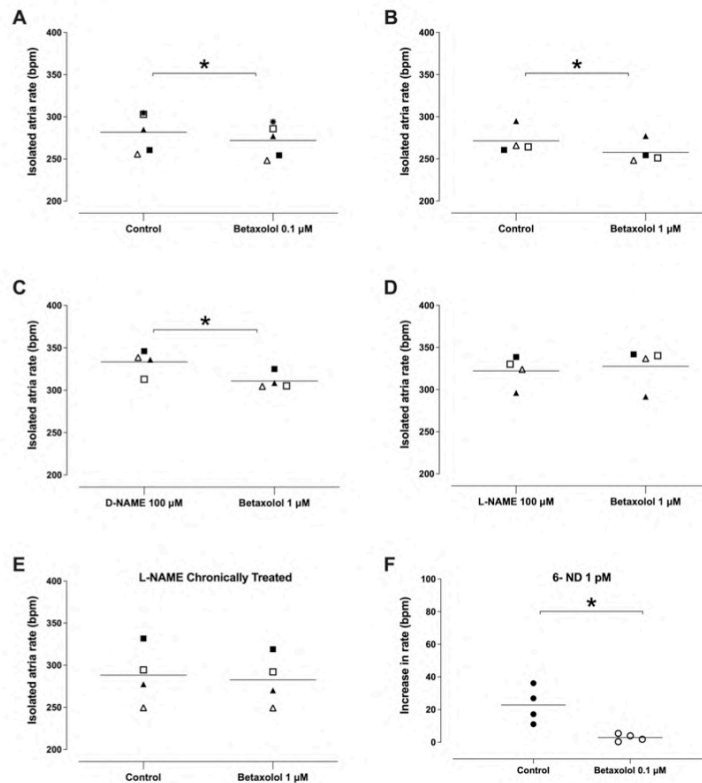 A
B
Isolated atria rate (bpm)
400
350
300
250
200
*
Control
Betaxolol 0.1 µM
Isolated atria rate (bpm)
400
350
300
250
200
*
Control
Betaxolol 1 µM
C
D
Isolated atria rate (bpm)
400
350
300
250
200
*
D-NAME 100 µM
Betaxolol 1 µM
Isolated atria rate (bpm)
400
350
300
250
200
L-NAME 100 µM
Betaxolol 1 µM
E
L-NAME Chronically Treated
Isolated atria rate (bpm)
400
350
300
250
200
Control
Betaxolol 1 µM
F
6- ND 1 pM
Increase in rate (bpm)
100
80
60
40
20
0
*
Control
Betaxolol 0.1 µM